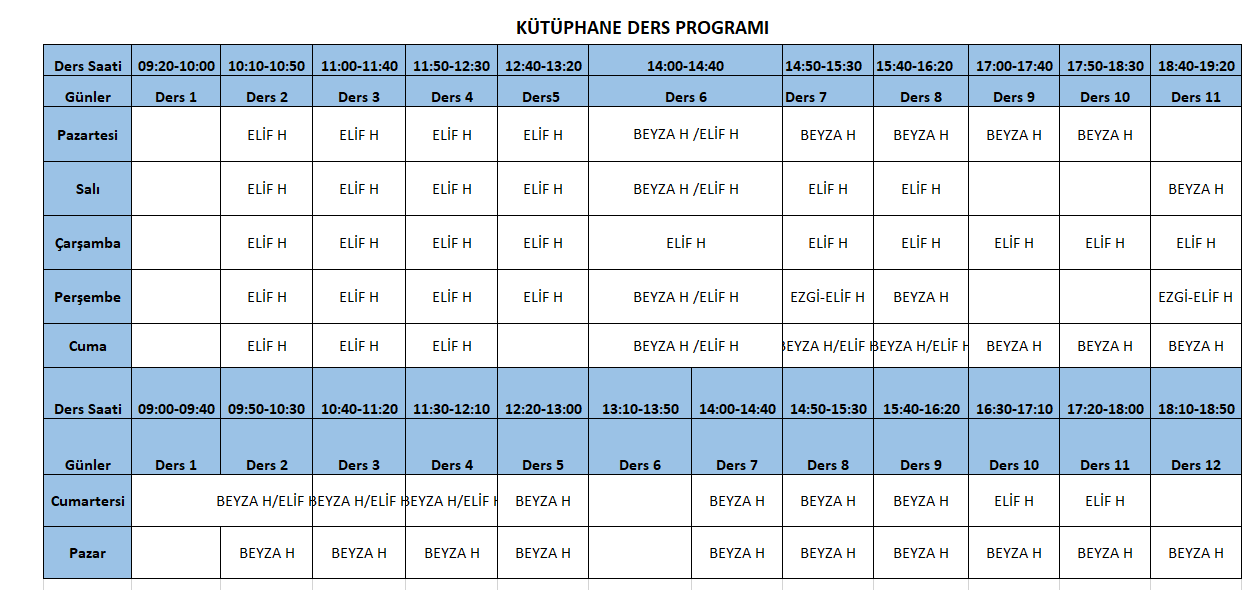 KÜTÜPHANE DERS PROGRAMI
Ders Saati 09:20-10:00 10:10-10:50 11:00-11:40 11:50-12:30 12:40-13:20 14:00-14:40 14:50-15:30 15:40-16:20 17:00-17:40 17:50-18:30 18:40-19:20
Günler Ders 1 Ders 2 Ders 3 Ders 4 Ders5 Ders 6 Ders 7 Ders 8 Ders 9 Ders 10 Ders 11
Pazartesi ELİF H ELİF H ELİF H ELİF H BEYZA H /ELİF H BEYZA H BEYZA H BEYZA H BEYZA H
Salı ELİF H ELİF H ELİF H ELİF H BEYZA H /ELİF H ELİF H ELİF H BEYZA H
Çarşamba ELİF H ELİF H ELİF H ELİF H ELİF H ELİF H ELİF H ELİF H ELİF H ELİF H
Perşembe ELİF H ELİF H ELİF H ELİF H BEYZA H /ELİF H EZGİ-ELİF H BEYZA H EZGİ-ELİF H
Cuma ELİF H ELİF H ELİF H BEYZA H /ELİF H BEYZA H/ELİF H BEYZA H/ELİF H BEYZA H BEYZA H BEYZA H
Ders Saati 09:00-09:40 09:50-10:30 10:40-11:20 11:30-12:10 12:20-13:00 13:10-13:50 14:00-14:40 14:50-15:30 15:40-16:20 16:30-17:10 17:20-18:00 18:10-18:50
Günler Ders 1 Ders 2 Ders 3 Ders 4 Ders 5 Ders 6 Ders 7 Ders 8 Ders 9 Ders 10 Ders 11 Ders 12
Cumartersi BEYZA H/ELİF H BEYZA H/ELİF H BEYZA H/ELİF H BEYZA H BEYZA H BEYZA H BEYZA H ELİF H ELİF H
Pazar BEYZA H BEYZA H BEYZA H BEYZA H BEYZA H BEYZA H BEYZA H BEYZA H BEYZA H BEYZA H